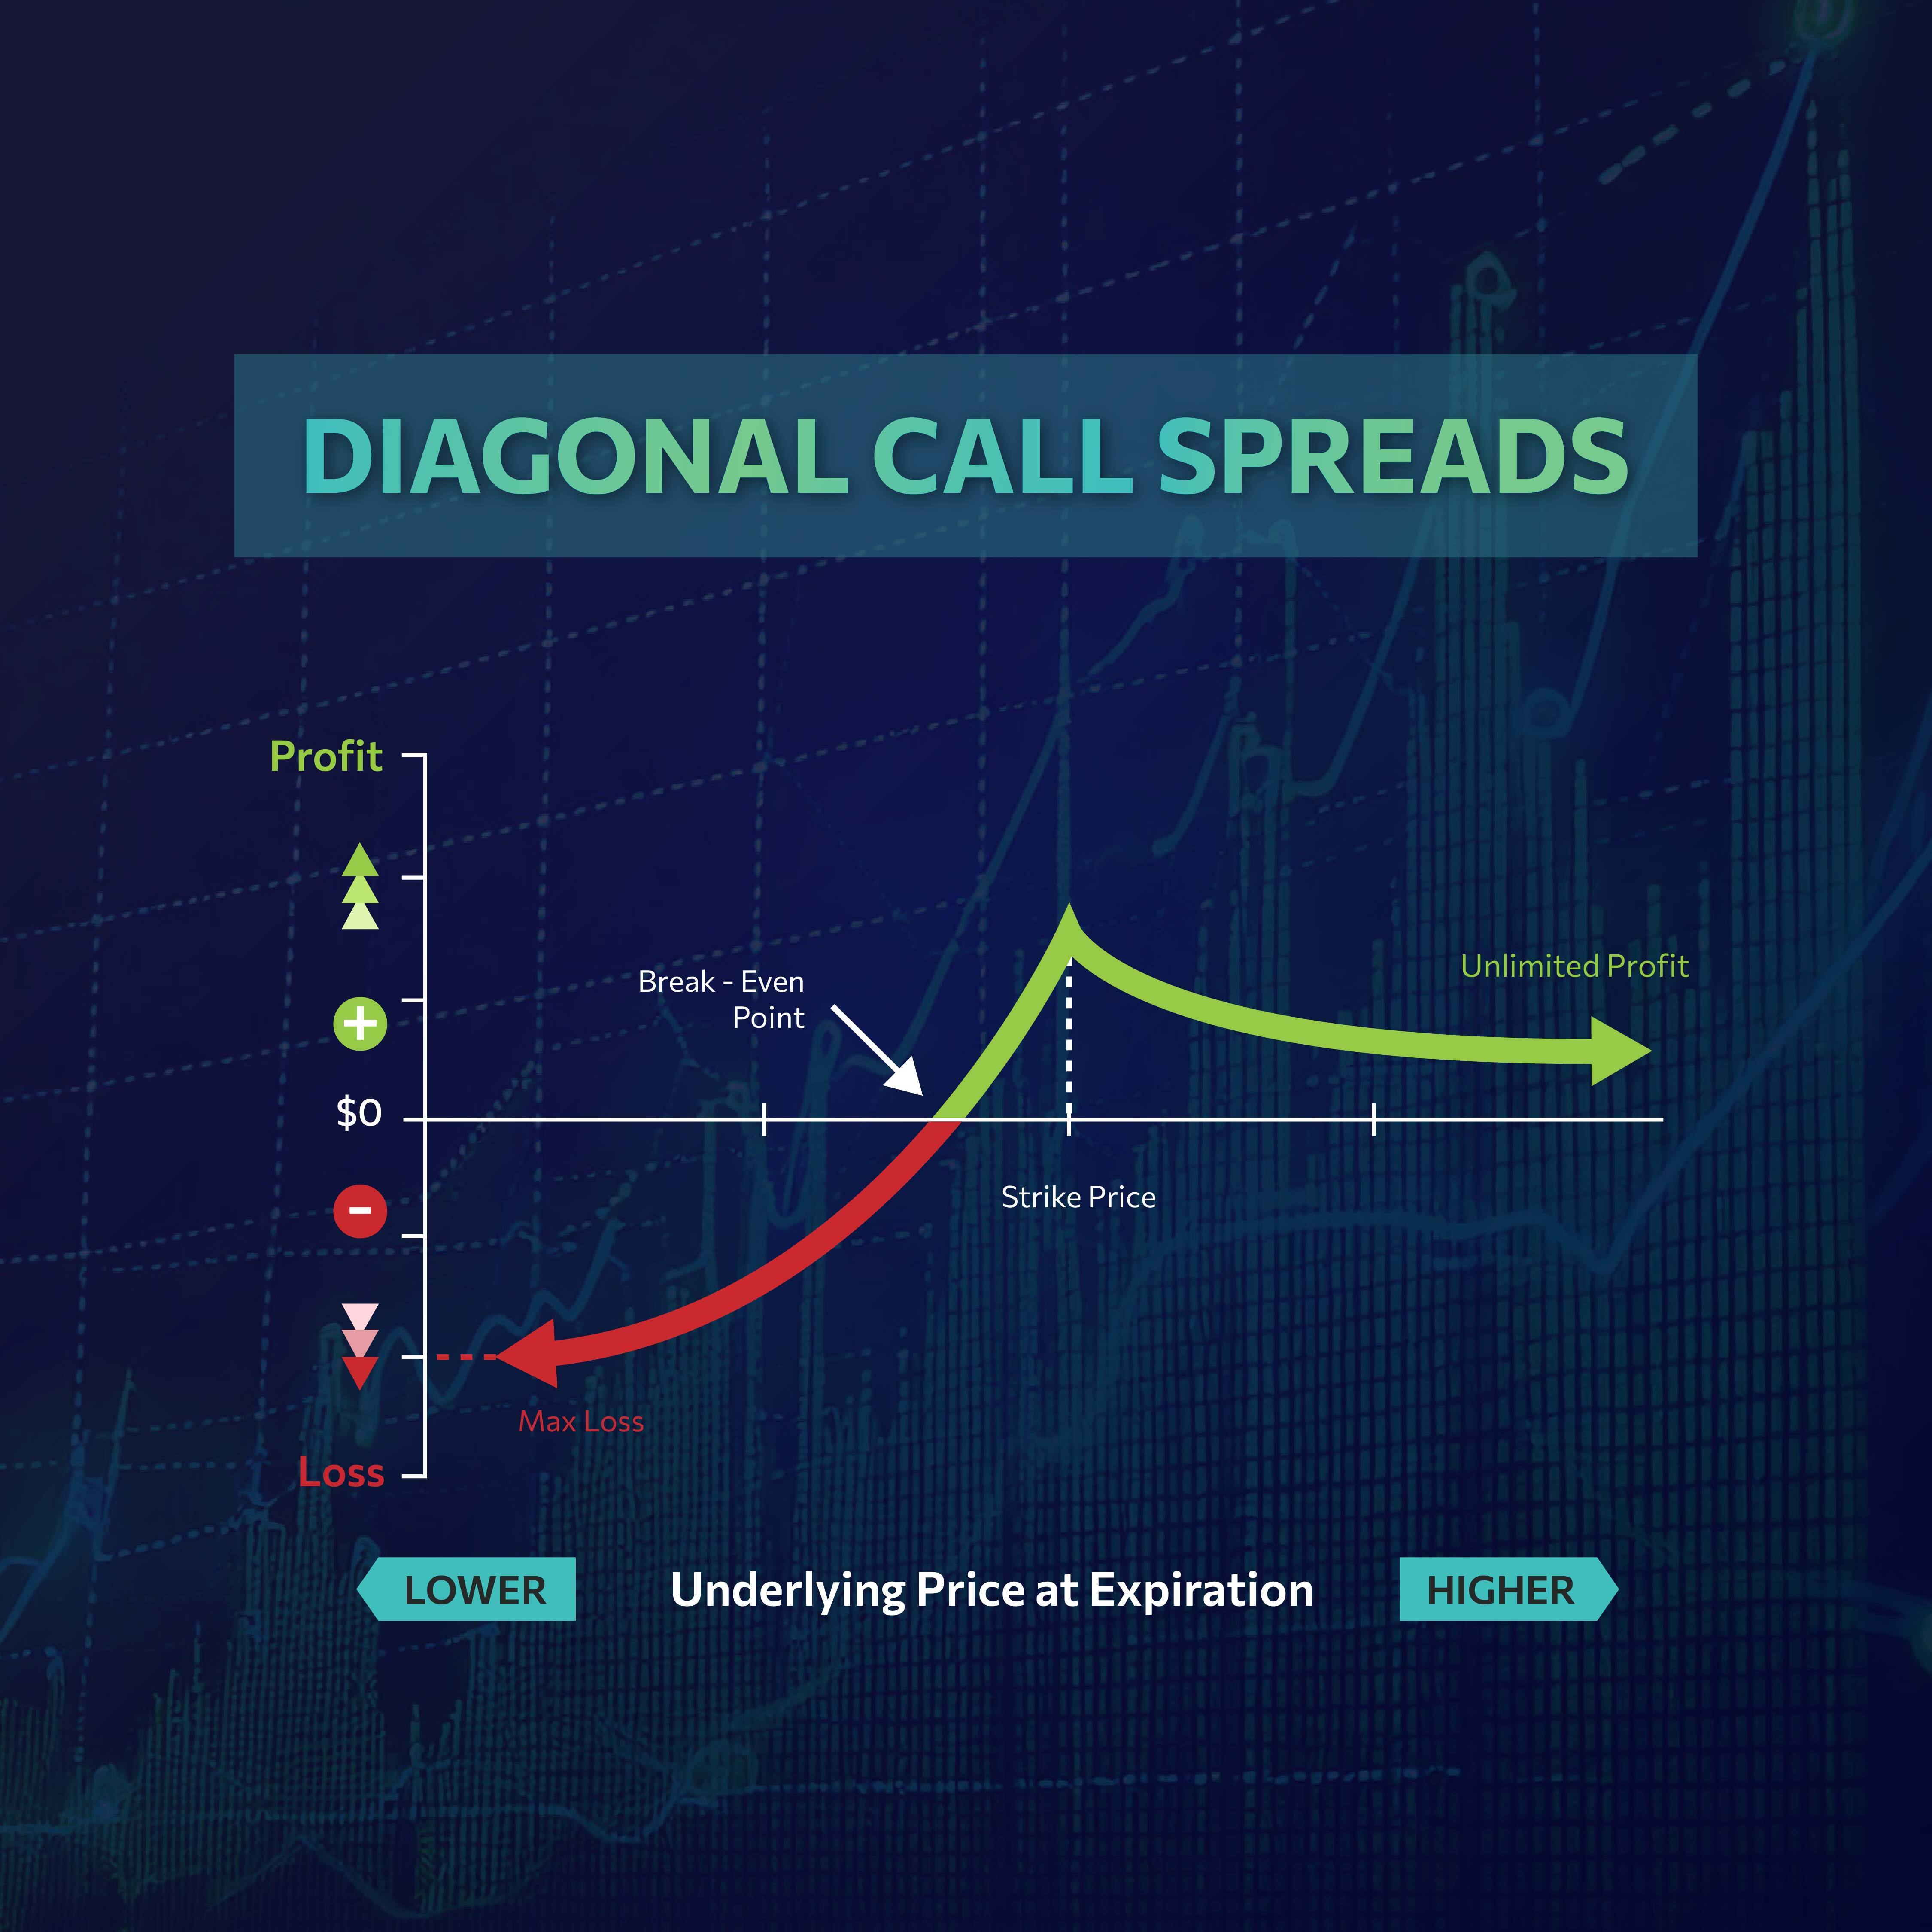 DIAGONAL CALL SPREADS
Profit
Break - Even
Point
Unlimited Profit
+
$0
-
Strike Price
Max Loss
Loss
LOWER
Underlying Price at Expiration
HIGHER